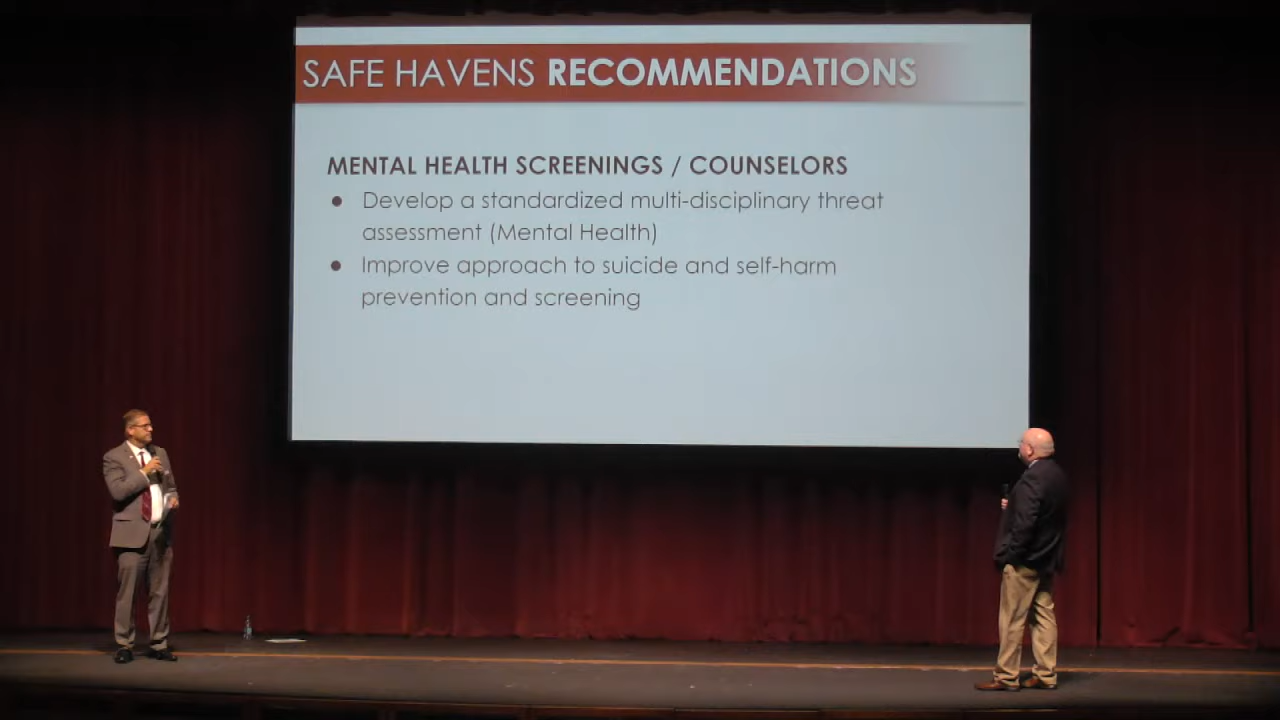 SAFE HAVENS RECOMMENDATIONS
MENTAL HEALTH SCREENINGS / COUNSELORS
● Develop a standardized multi-disciplinary threat
assessment (Mental Health)
● Improve approach to suicide and self-harm
prevention and screening